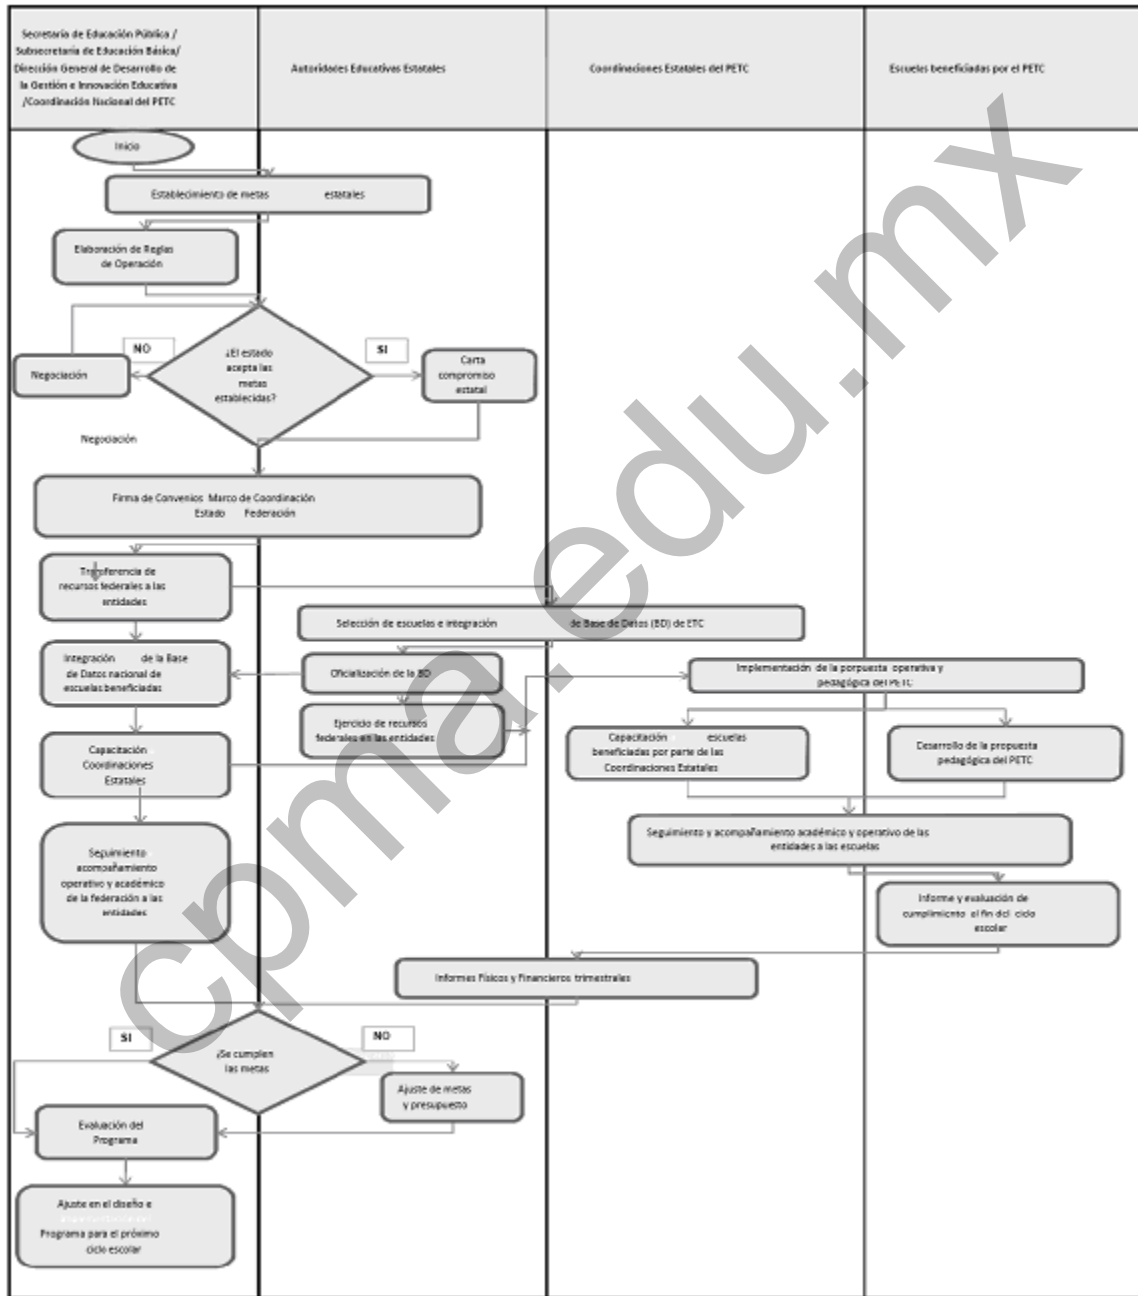 Secretaría de Educación Pública /
Subsecretaría de Educación Básica/
Dirección General de Desarrollo de
la Gestión e Innovación Educativa
/Coordinación Nacional del PETC
Autoridades Educativas Estatales
Coordinaciones Estatales del PETC
Escuelas beneficiadas por el PETC
Inicio
Establecimiento de metas estatales
Elaboración de Reglas
de Operación
NO
¿El estado
acepta las
metas
establecidas?
SI
Carta
compromiso
estatal
Negociación
Negociación
Firma de Convenios Marco de Coordinación
Estado Federación
Transferencia de
recursos federales a las
entidades
Selección de escuelas e integración de Base de Datos (BD) de ETC
Integración de la Base
de Datos nacional de
escuelas beneficiadas
Oficialización de la BD
Implementación de la porpuesta operativa y
pedagógica del PETC
Ejercicio de recursos
federales en las entidades
Capacitación escuelas
beneficiadas por parte de las
Coordinaciones Estatales
Desarrollo de la propuesta
pedagógica del PETC
Capacitación
Coordinaciones
Estatales
Seguimiento y acompañamiento académico y operativo de las
entidades a las escuelas
Seguimiento
acompañamiento
operativo y académico
de la federación a las
entidades
Informe y evaluación de
cumplimiento al fin del ciclo
escolar
Informes Físicos y Financieros trimestrales
SI
¿Se cumplen
las metas
NO
Ajuste de metas
y presupuesto
Evaluación del
Programa
Ajuste en el diseño e
Programa para el próximo
ciclo escolar
cpma.edu.mx